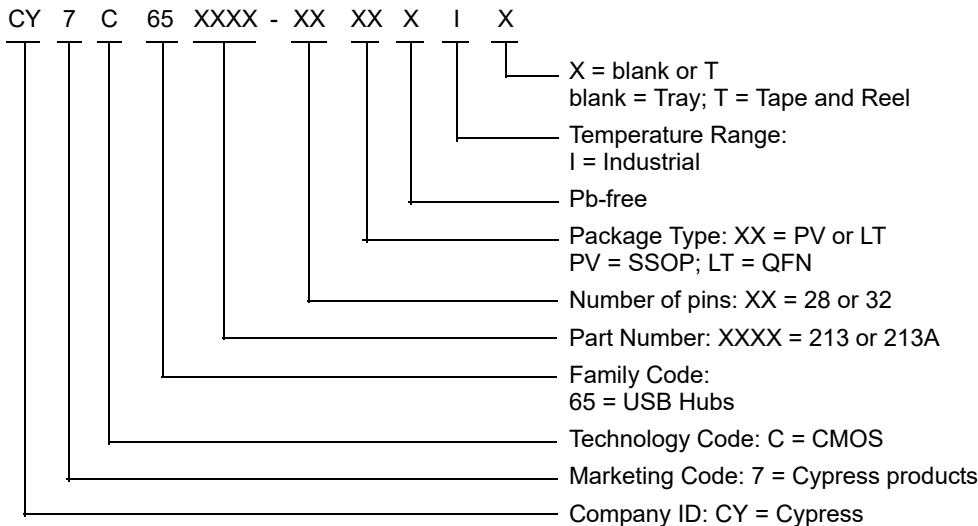 CY 7 C 65 XXXX - XX XX X I X
X = blank or T
blank = Tray; T = Tape and Reel
Temperature Range:
I = Industrial
Pb-free
Package Type: XX = PV or LT
PV = SSOP; LT = QFN
Number of pins: XX = 28 or 32
Part Number: XXXX = 213 or 213A
Family Code:
65 = USB Hubs
Technology Code: C = CMOS
Marketing Code: 7 = Cypress products
Company ID: CY = Cypress